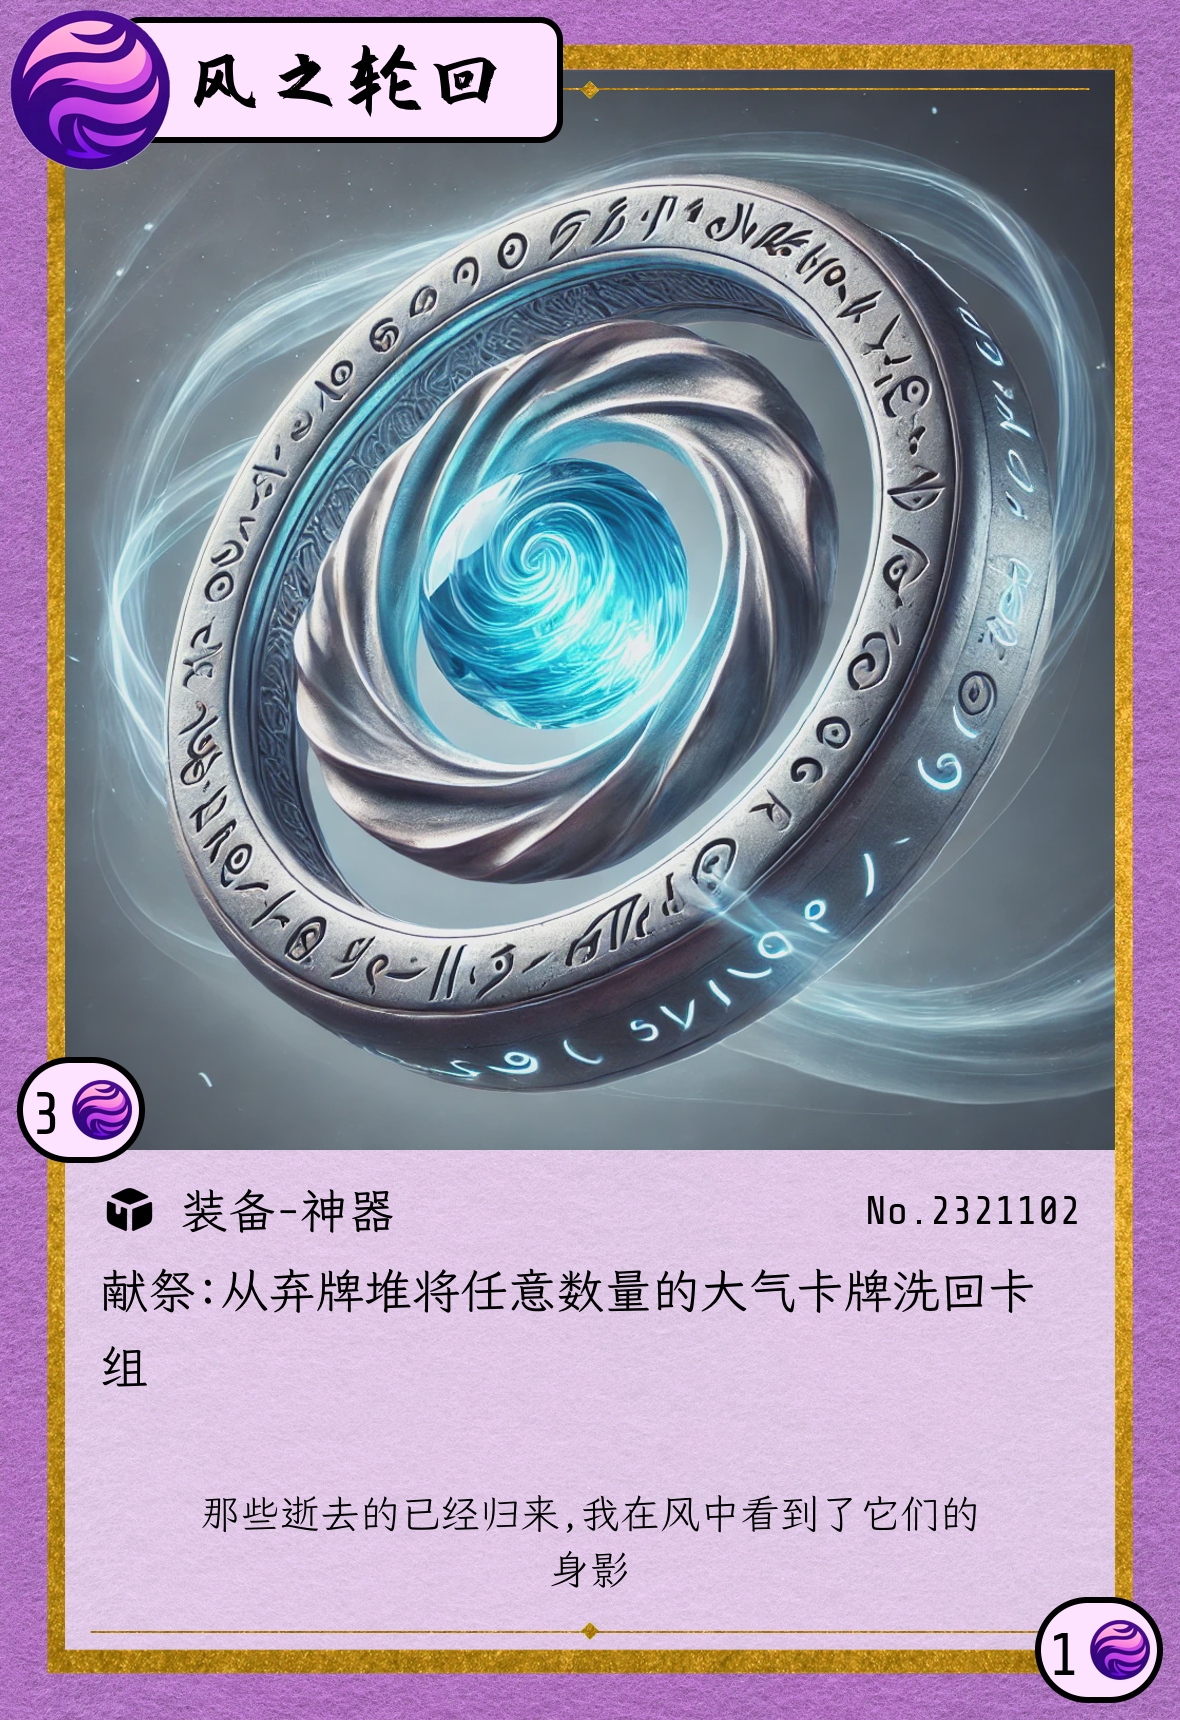 风之轮回
3
装备-神器
No.2321102
献祭:从弃牌堆将任意数量的大气卡牌洗回卡
组
那些逝去的已经归来,我在风中看到了它们的
身影
1